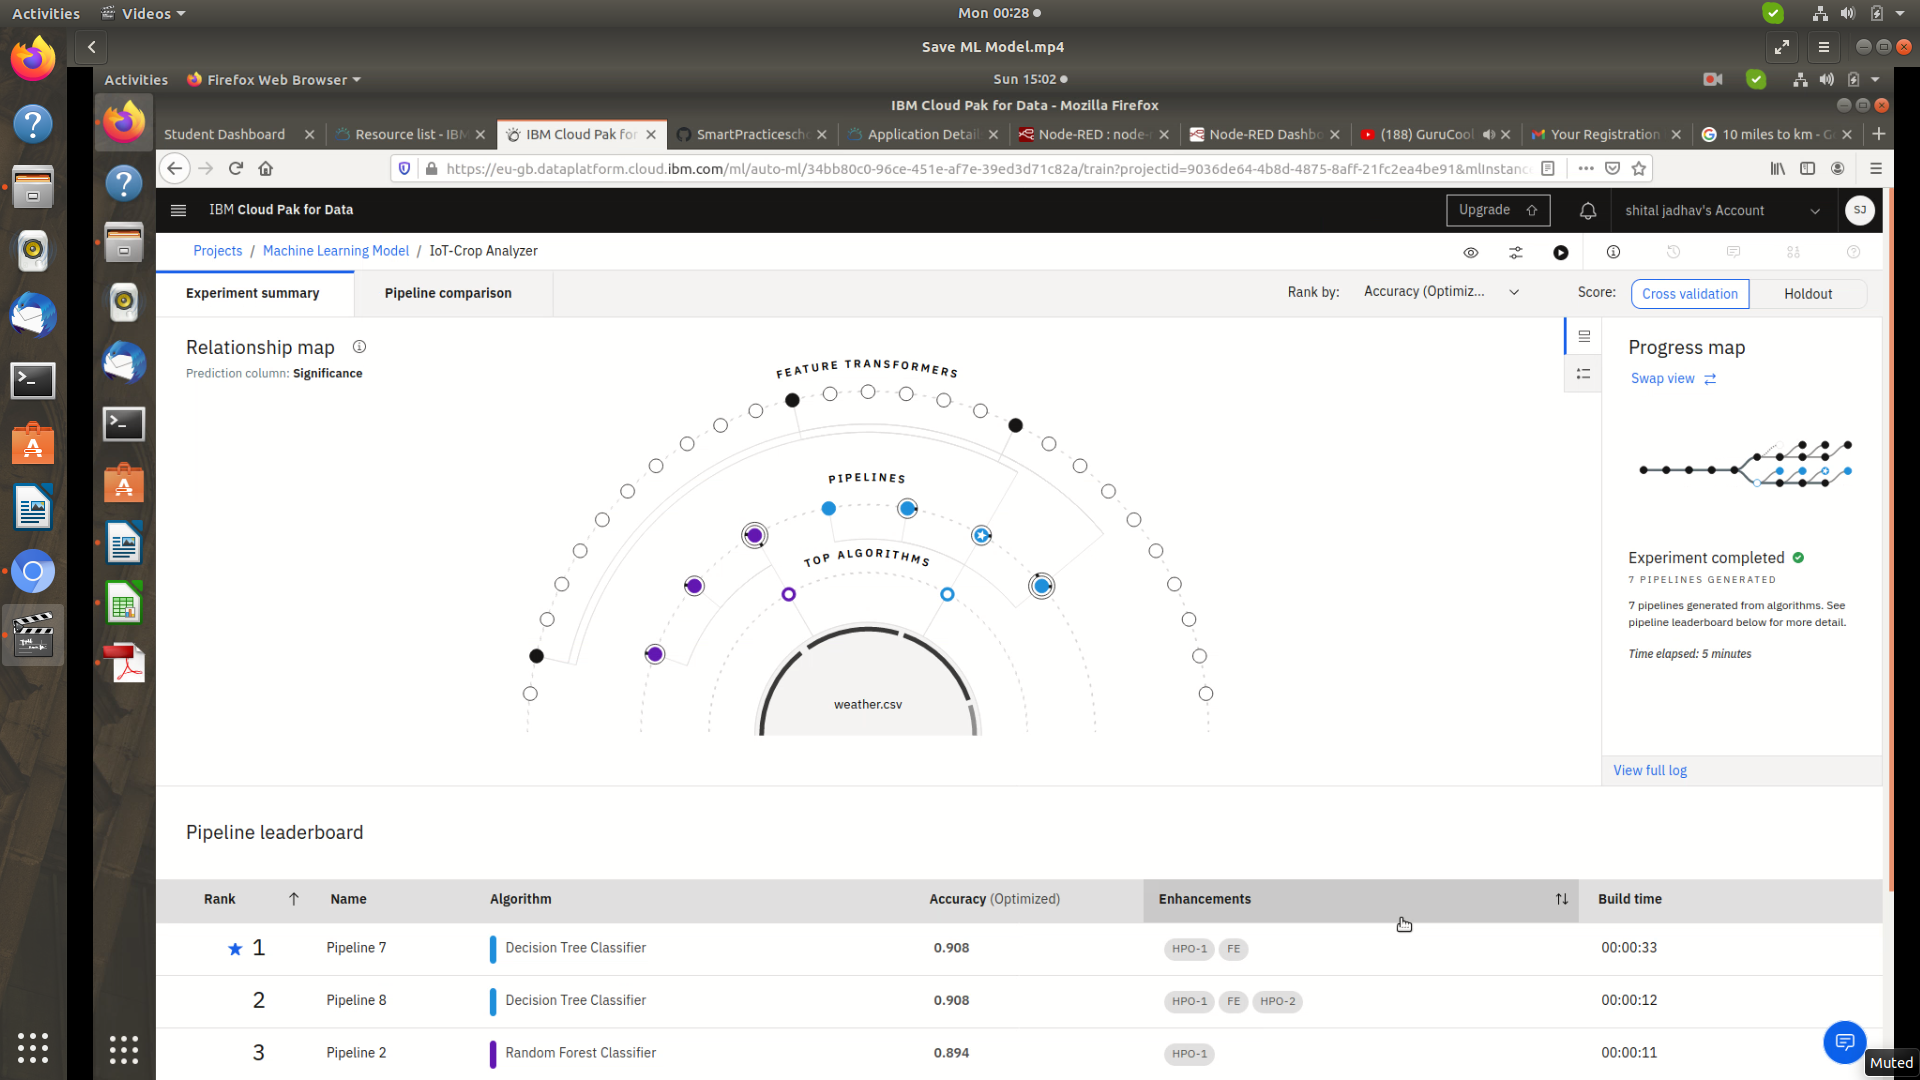 Activities Videos Mon 00:28
Save ML Model.mp4
Activities Firefox Web Browser Sun 15:02
IBM Cloud Pak for Data - Mozilla Firefox
Student Dashboard Resource list - IBM IBM Cloud Pak for SmartPracticesch Application Detail Node-RED : node- Node-RED Dashbo (188) GuruCool Your Registration 10 miles to km - G
https://eu-gb.dataplatform.cloud.ibm.com/ml/auto-ml/34bb80c0-96ce-451e-af7e-39ed3d71c82a/train?projectid=9036de64-4b8d-4875-8aff-21fc2ea4be91&mlInstanc
IBM Cloud Pak for Data Upgrade shital jadhav's Account SJ
Projects / Machine Learning Model / IoT-Crop Analyzer
Experiment summary Pipeline comparison Rank by: Accuracy (Optimiz... Score: Cross validation Holdout
Relationship map
Prediction column: Significance
FEATURE TRANSFORMERS
PIPELINES
TOP ALGORITHMS
weather.csv
Progress map
Swap view
Experiment completed
7 PIPELINES GENERATED
7 pipelines generated from algorithms. See
pipeline leaderboard below for more detail.
Time elapsed: 5 minutes
View full log
Pipeline leaderboard
Rank Name Algorithm Accuracy (Optimized) Enhancements Build time
1 Pipeline 7 Decision Tree Classifier 0.908 HPO-1 FE 00:00:33
2 Pipeline 8 Decision Tree Classifier 0.908 HPO-1 FE HPO-2 00:00:12
3 Pipeline 2 Random Forest Classifier 0.894 HPO-1 00:00:11
Muted